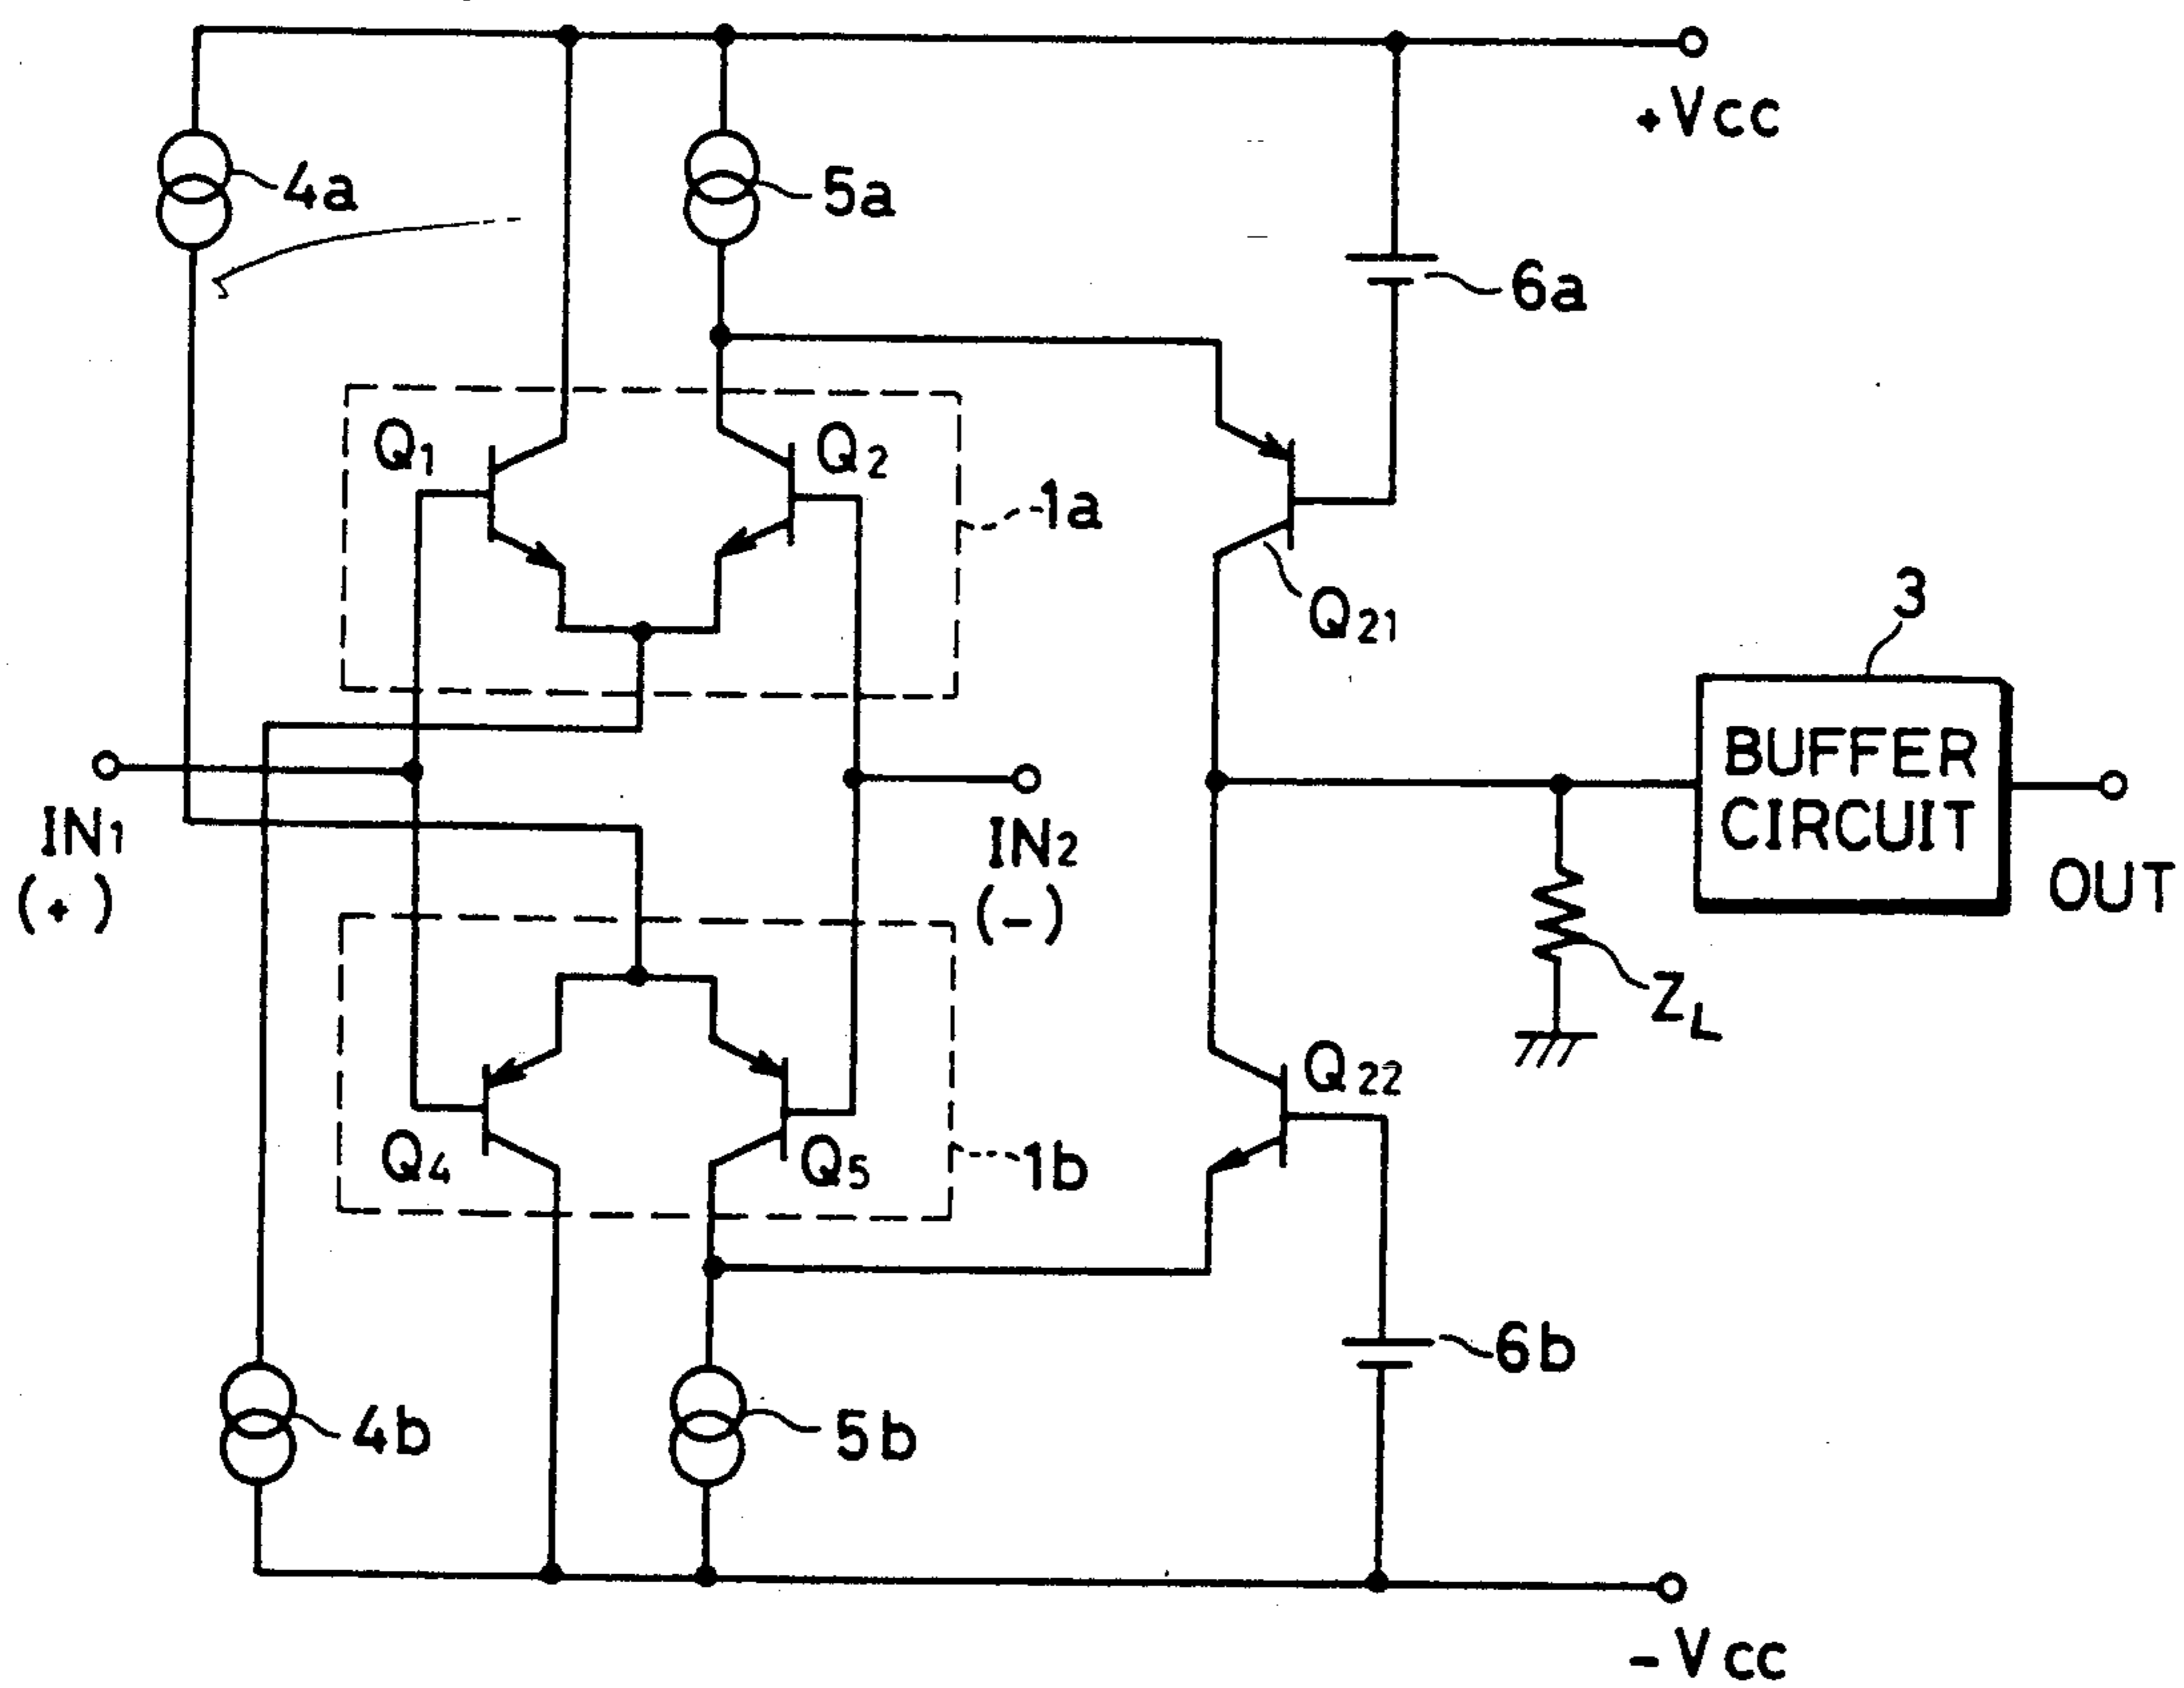 +Vcc
4a
5a
6a
Q1
Q2
1a
Q21
3
BUFFER
CIRCUIT
IN1
(+)
IN2
(-)
OUT
ZL
Q22
Q4
Q5
1b
6b
4b
5b
-Vcc